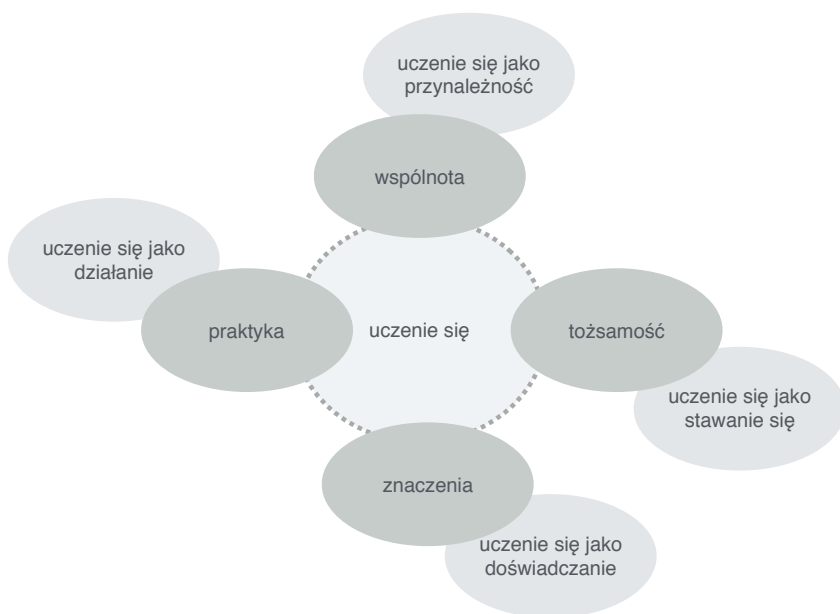 uczenie się jako
przynależność
wspólnota
uczenie się jako
działanie
praktyka
uczenie się
tożsamość
uczenie się jako
stawanie się
znaczenia
uczenie się jako
doświadczanie